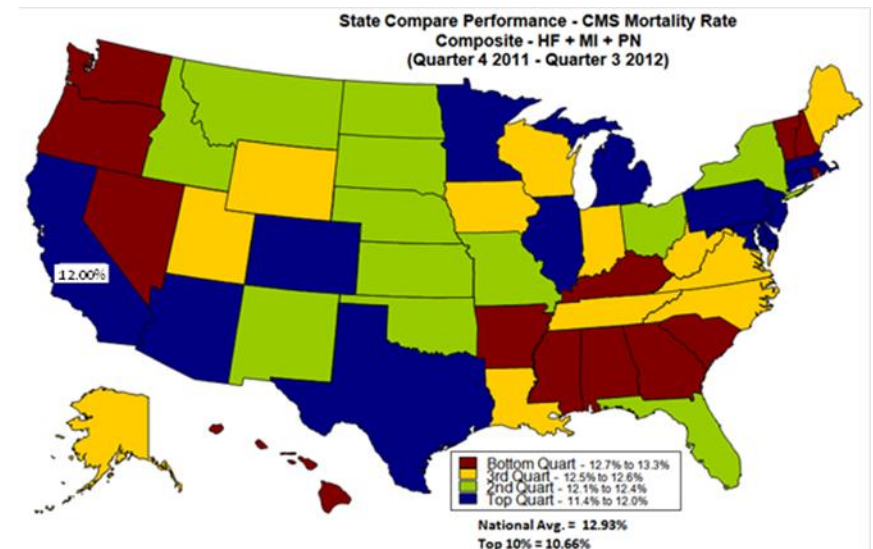 State Compare Performance - CMS Mortality Rate
Composite - HF + MI + PN
(Quarter 4 2011 - Quarter 3 2012)
12.00%
Bottom Quart - 12.7% to 13.3%
3rd Quart - 12.5% to 12.6%
2nd Quart - 12.1% to 12.4%
Top Quart - 11.4% to 12.0%
National Avg. = 12.93%
Top 10% = 10.66%